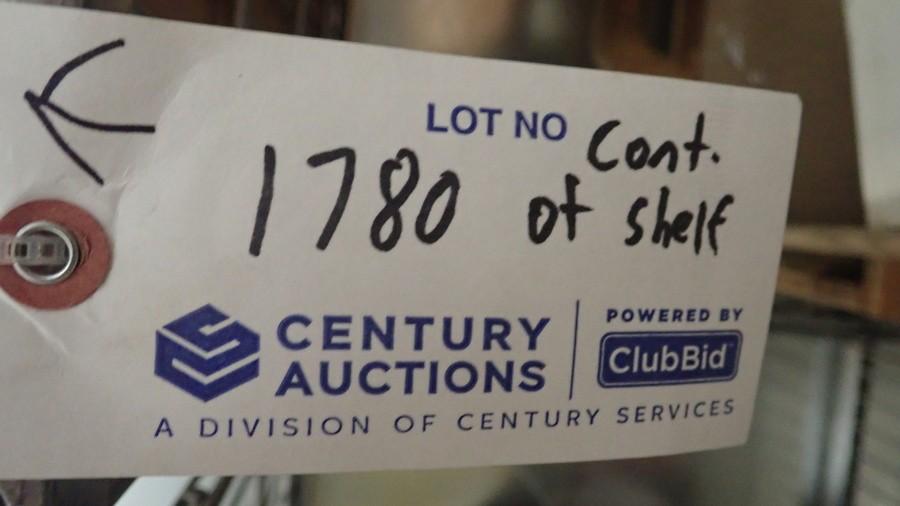 LOT NO
1780 Cont.
of shelf
CENTURY
AUCTIONS
A DIVISION OF CENTURY SERVICES
POWERED BY
ClubBid